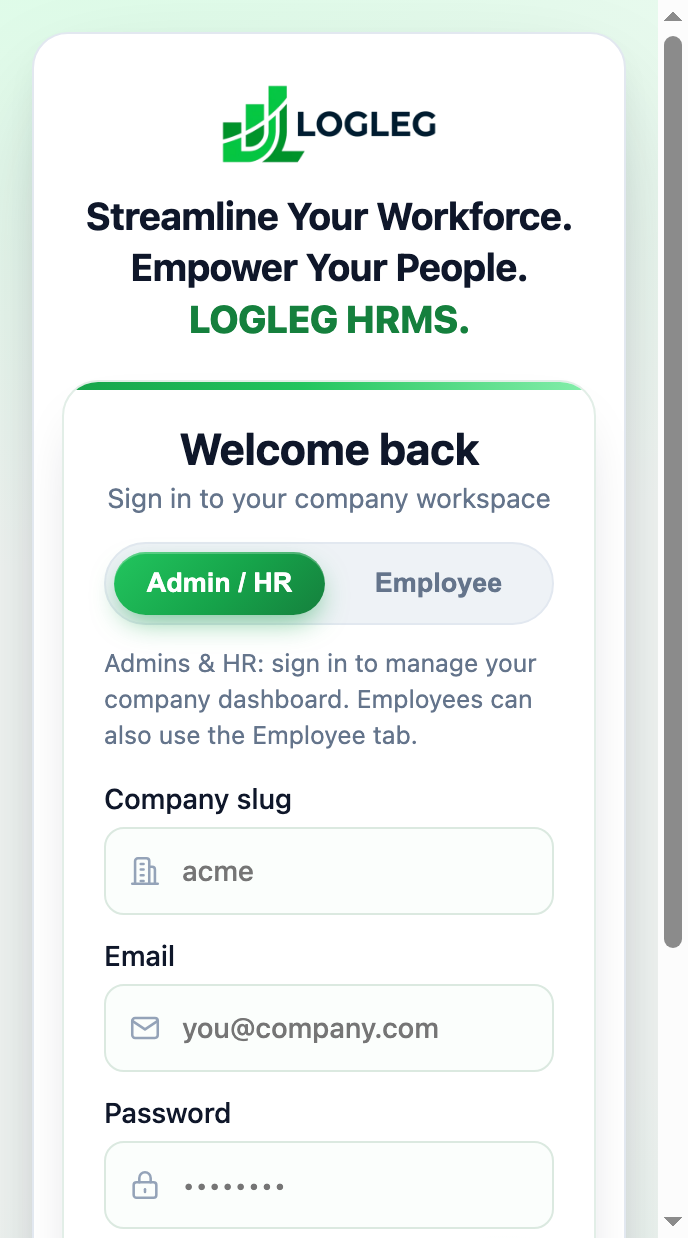 LOGLEG
Streamline Your Workforce.
Empower Your People.
LOGLEG HRMS.
Welcome back
Sign in to your company workspace
Admin / HR
Employee
Admins & HR: sign in to manage your
company dashboard. Employees can
also use the Employee tab.
Company slug
acme
Email
you@company.com
Password
••••••••